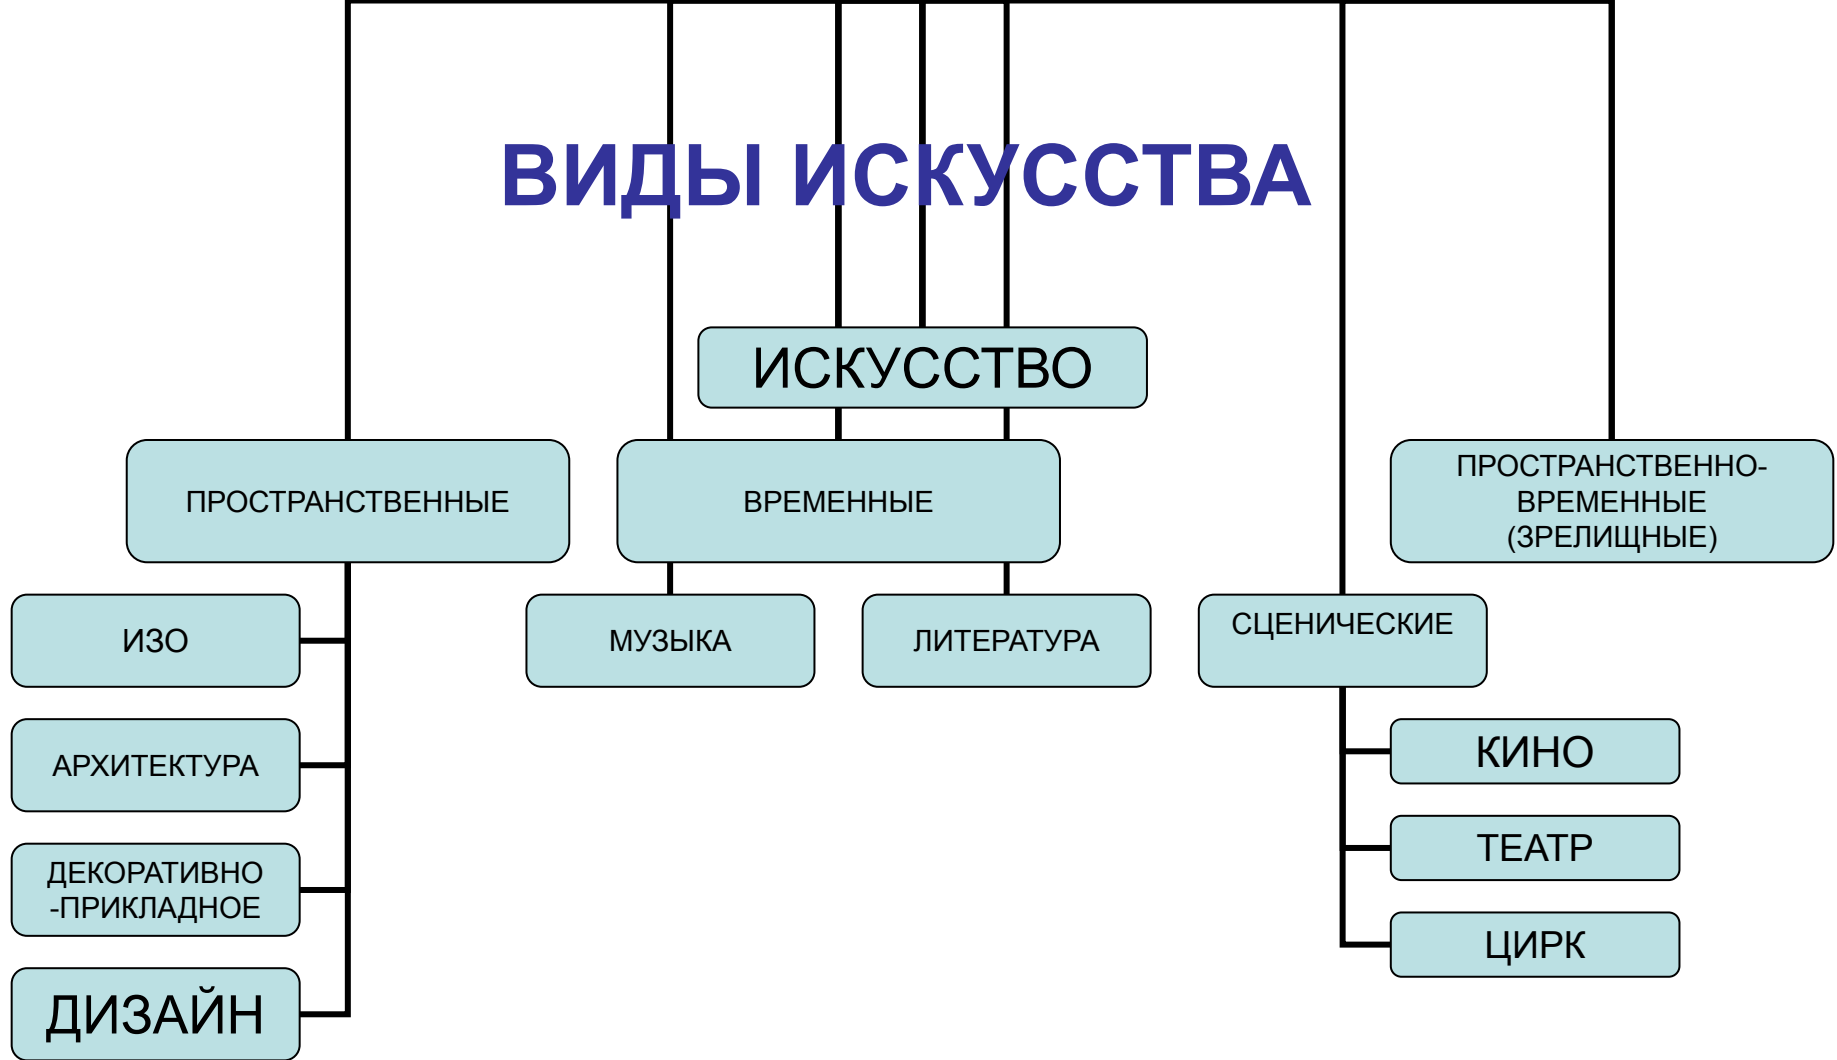 ВИДЫ ИСКУССТВА
ИСКУССТВО
ПРОСТРАНСТВЕННЫЕ
ВРЕМЕННЫЕ
ПРОСТРАНСТВЕННО-
ВРЕМЕННЫЕ
(ЗРЕЛИЩНЫЕ)
ИЗО
МУЗЫКА
ЛИТЕРАТУРА
СЦЕНИЧЕСКИЕ
АРХИТЕКТУРА
КИНО
ДЕКОРАТИВНО
-ПРИКЛАДНОЕ
ТЕАТР
ЦИРК
ДИЗАЙН